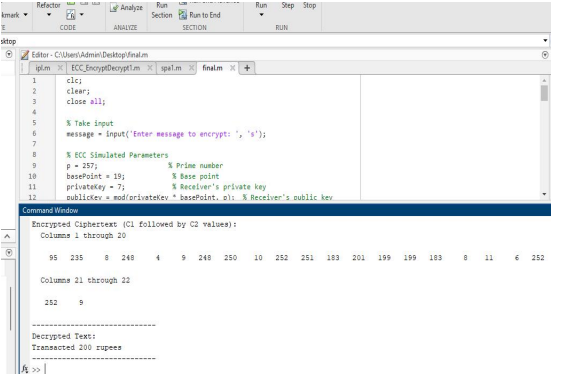 Refactor
Analyze
Run
Section
Run to End
Run Step Stop
kmark
CODE
ANALYZE
SECTION
RUN
sktop
Editor - C:\Users\Admin\Desktop\final.m
ipl.m × ECC_EncryptDecrypt1.m × spa1.m × final.m × +
1 clc;
2 clear;
3 close all;
4
5 % Take input
6 message = input('Enter message to encrypt: ', 's');
7
8 % ECC Simulated Parameters
9 p = 257; % Prime number
10 basePoint = 19; % Base point
11 privateKey = 7; % Receiver's private key
12 publicKey = mod(privateKey * basePoint, p); % Receiver's public key
Command Window
Encrypted Ciphertext (C1 followed by C2 values):
Columns 1 through 20
95 235 8 248 4 9 248 250 10 252 251 183 201 199 199 183 8 11 6 252
Columns 21 through 22
252 9
----------------------------
Decrypted Text:
Transacted 200 rupees
----------------------------
fx >>